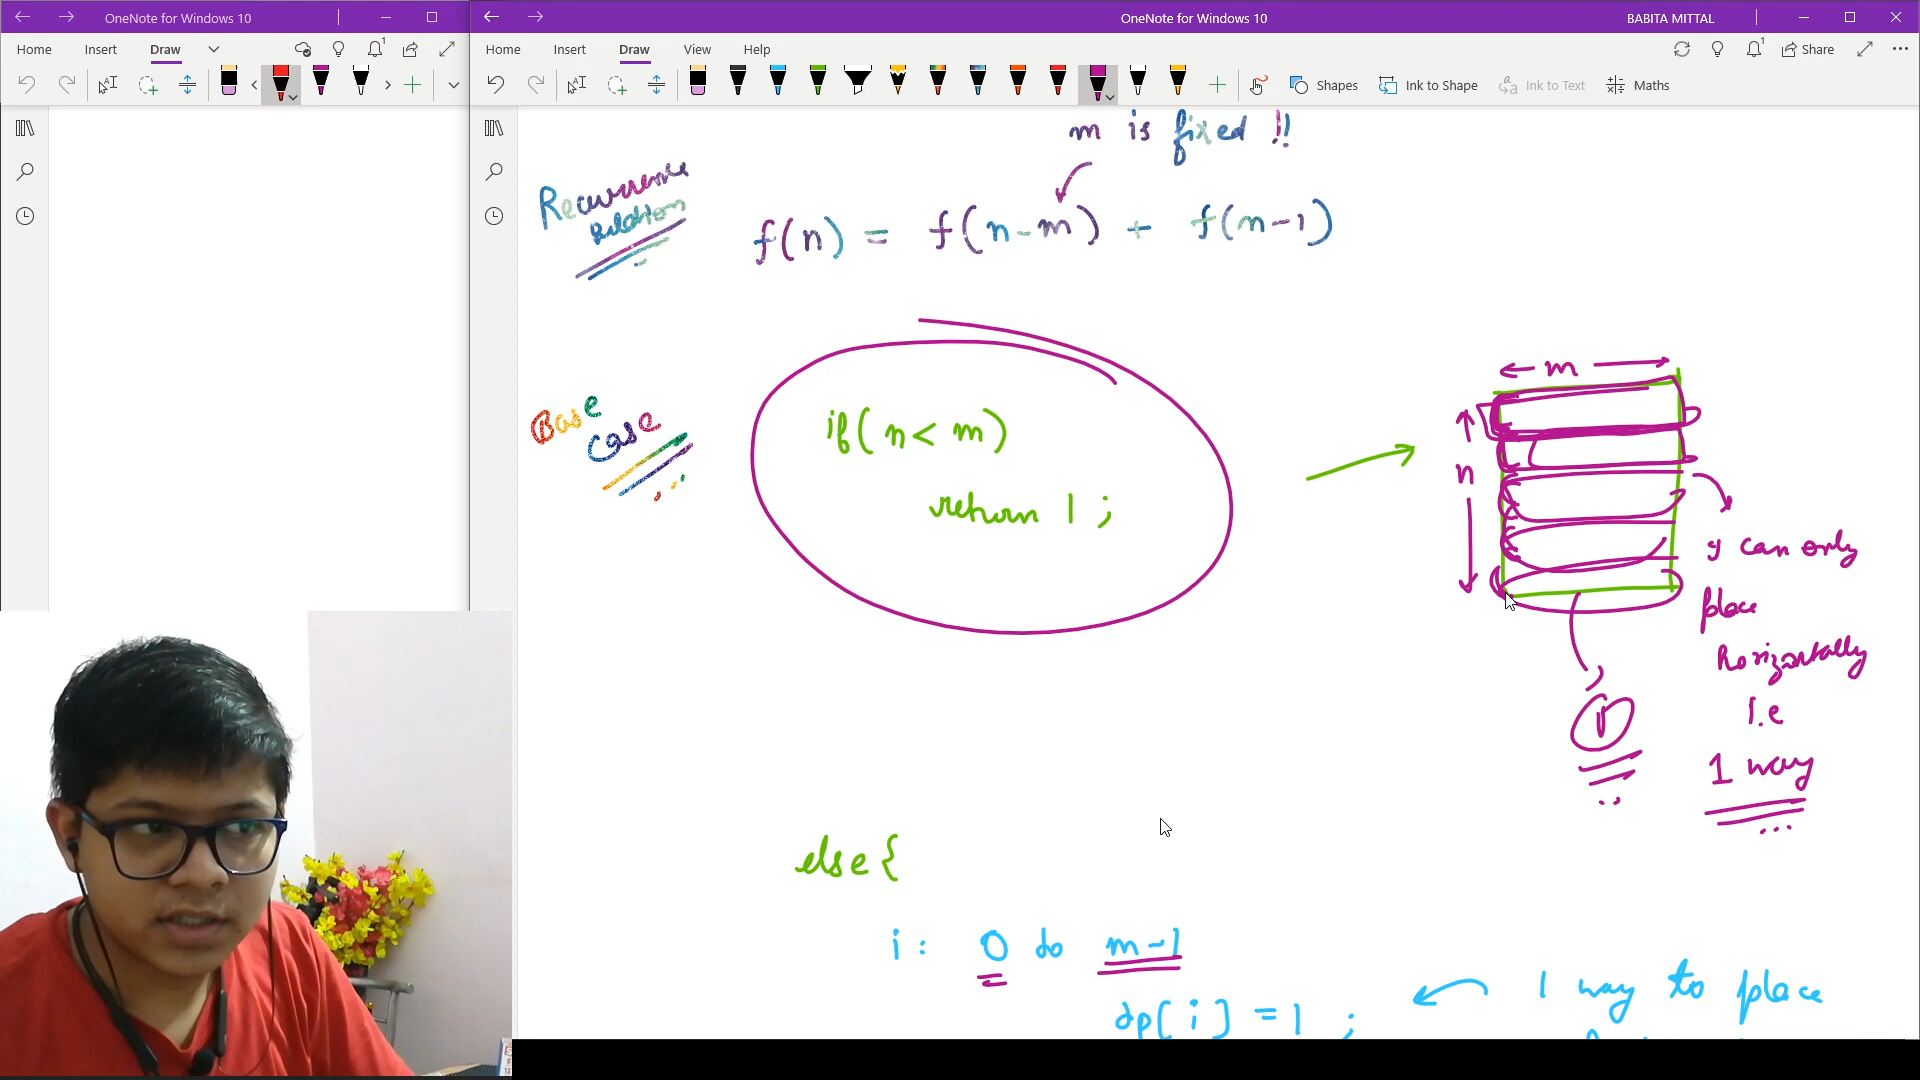 OneNote for Windows 10
OneNote for Windows 10
BABITA MITTAL
Home Insert Draw
Home Insert Draw View Help
Share
Shapes Ink to Shape Ink to Text Maths
m is fixed !!
Recurrence
Relation
f(n) = f(n-m) + f(n-1)
Base
Case
if( n < m)
return 1 ;
m
n
I can only
place
horizontally
i.e
1 way
1
else {
i : 0 to m-1
dp[i] = 1 ;
1 way to place